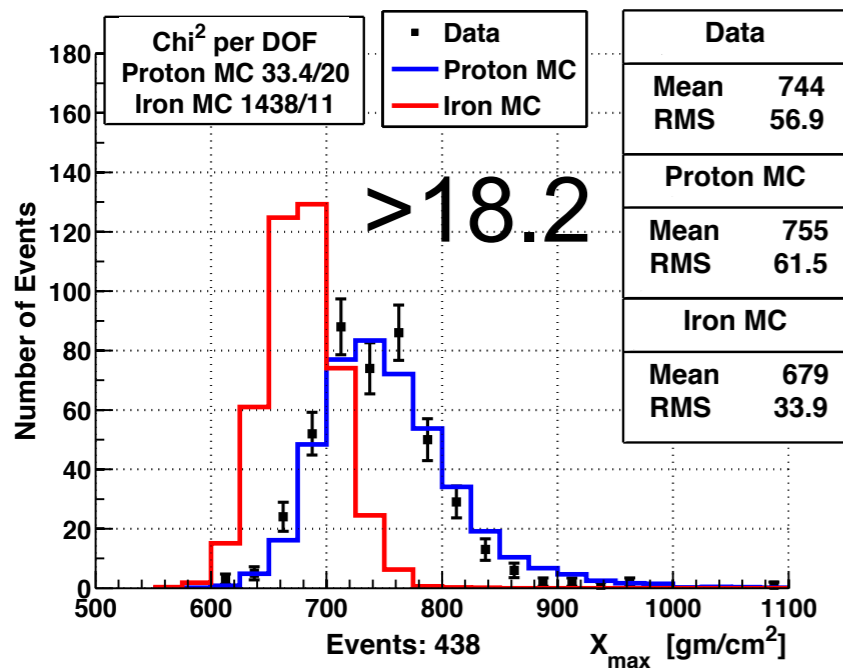 Chi² per DOF
Proton MC 33.4/20
Iron MC 1438/11
Data
Proton MC
Iron MC
Data
Mean 744
RMS 56.9
Proton MC
Mean 755
RMS 61.5
Iron MC
Mean 679
RMS 33.9
>18.2
Number of Events
180
160
140
120
100
80
60
40
20
0
500 600 700 800 900 1000 1100
Events: 438 X_max [gm/cm²]